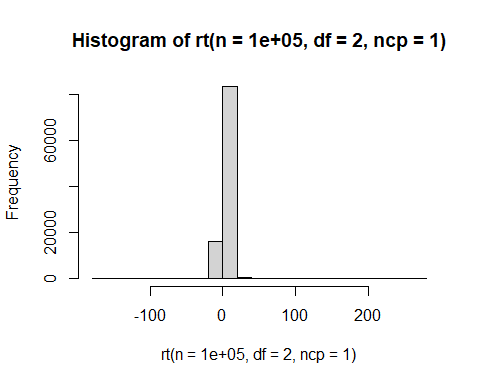 Histogram of rt(n = 1e+05, df = 2, ncp = 1)
Frequency
60000
20000
0
-100 0 100 200
rt(n = 1e+05, df = 2, ncp = 1)